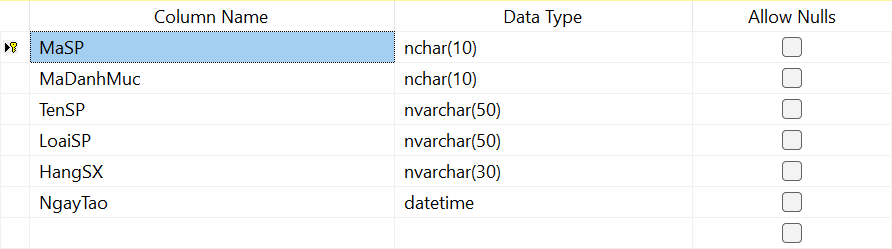 Column Name Data Type Allow Nulls
MaSP nchar(10)
MaDanhMuc nchar(10)
TenSP nvarchar(50)
LoaiSP nvarchar(50)
HangSX nvarchar(30)
NgayTao datetime